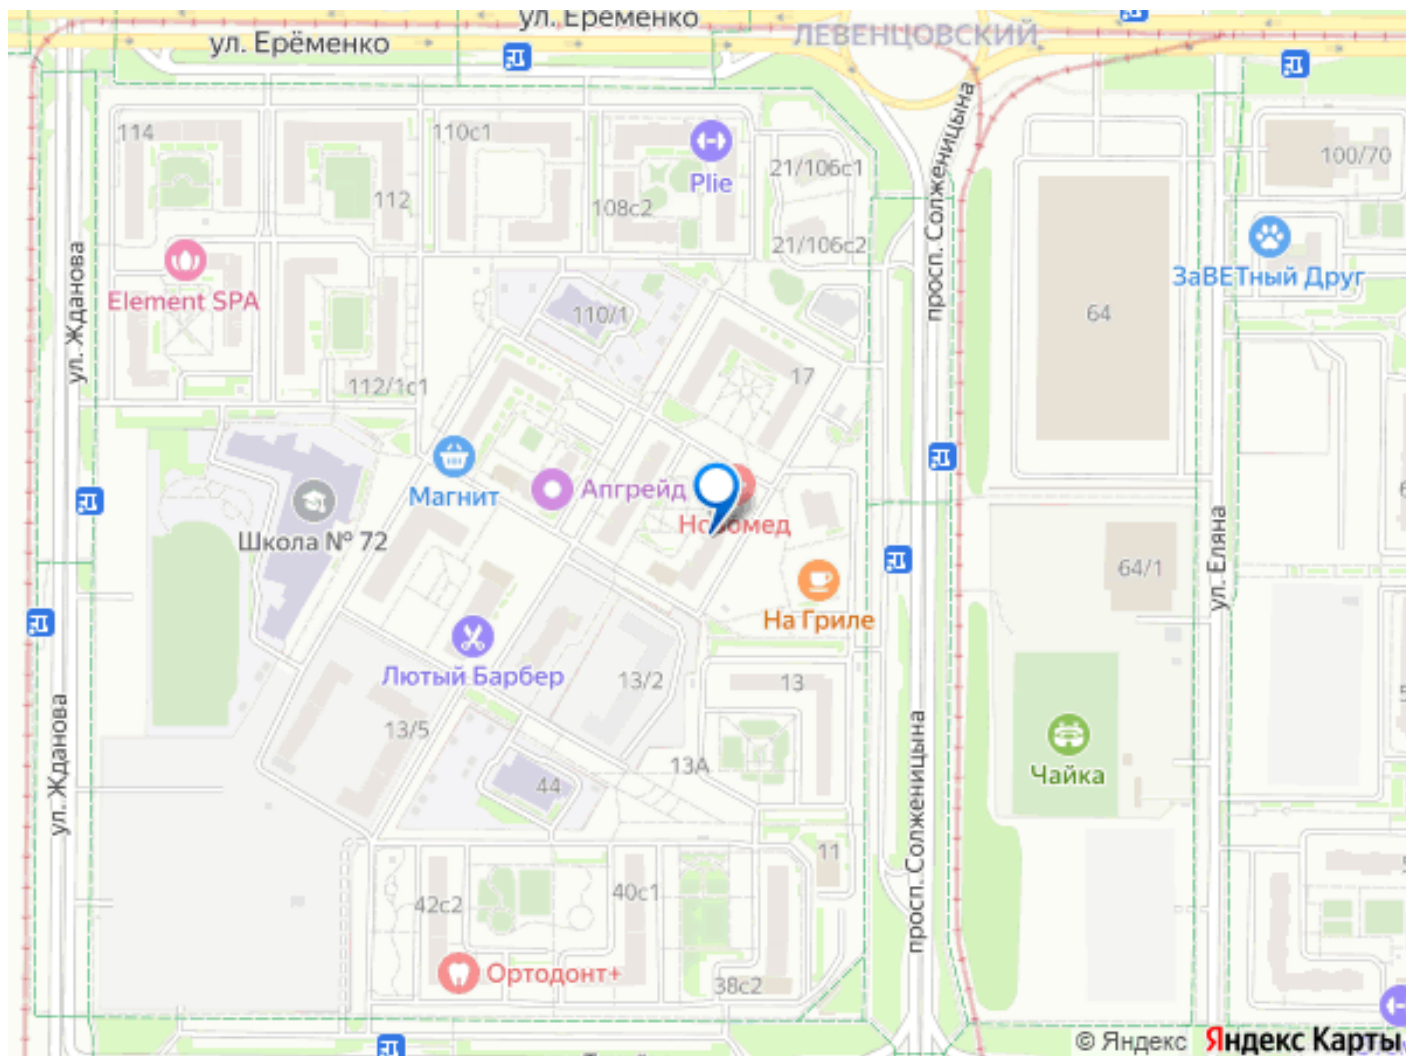 ул. Еременко
ул. Ерёменко
ЛЕВЕНЦОВСКИЙ
114
110с1
Plie
21/106с1
просп. Солженицына
100/70
112
108с2
21/106с2
ул. Жданова
Element SPA
110/1
64
ЗаВЕТный Друг
112/1с1
17
Магнит
Апгрейд
Новомед
Школа № 72
64/1
ул. Еляна
На Гриле
Лютый Барбер
13/2
13
13/5
ул. Жданова
13А
44
Чайка
просп. Солженицына
11
42с2
40с1
Ортодонт+
38с2
© Яндекс
Яндекс Карты